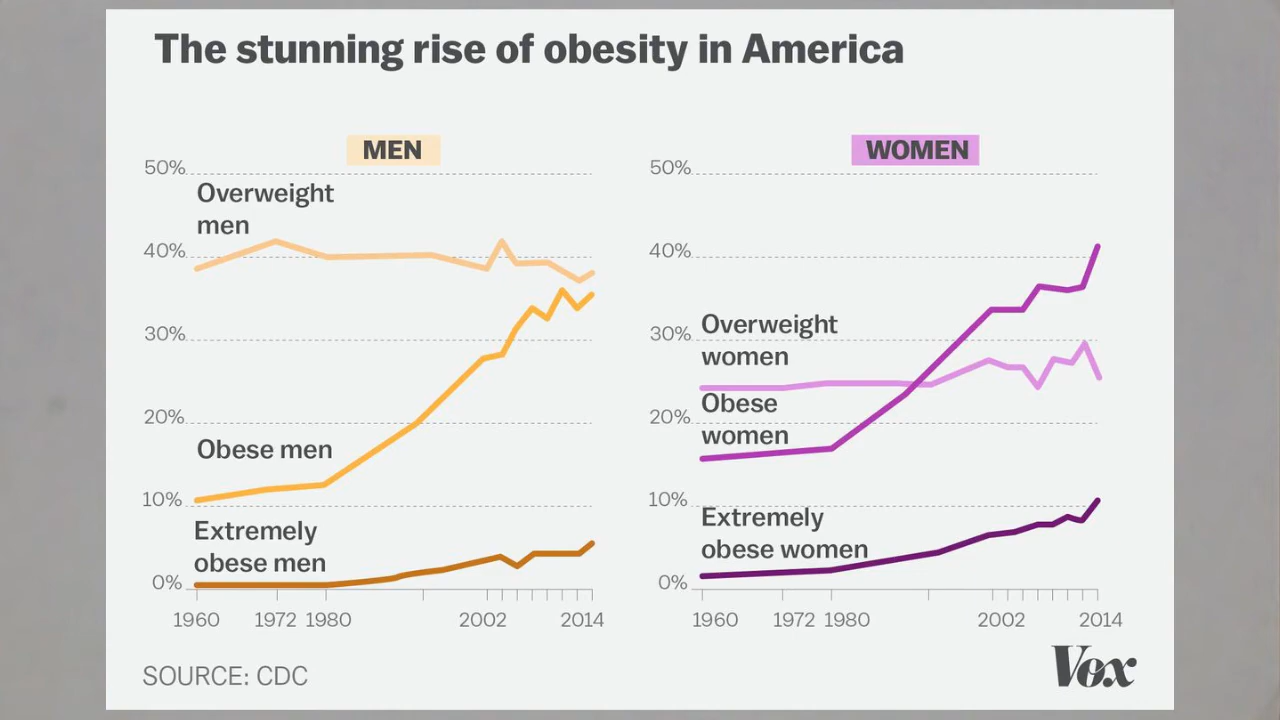 The stunning rise of obesity in America
MEN
50%
Overweight
men
40%
30%
20%
Obese men
10%
Extremely
obese men
0%
1960 1972 1980 2002 2014
WOMEN
50%
40%
30%
Overweight
women
Obese
20%
women
10%
Extremely
obese women
0%
1960 1972 1980 2002 2014
SOURCE: CDC
Vox